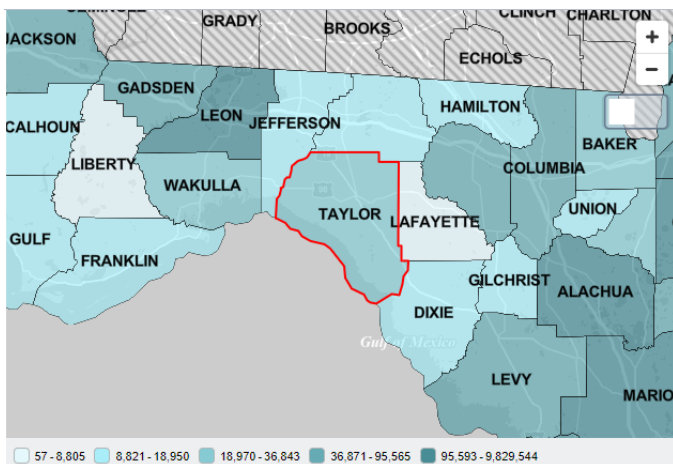 SEMINOLE
GRADY
BROOKS
CLINCH
CHARLTON
JACKSON
ECHOLS
+
−
GADSDEN
LEON
HAMILTON
CALHOUN
JEFFERSON
BAKER
LIBERTY
WAKULLA
COLUMBIA
TAYLOR
LAFAYETTE
UNION
GULF
FRANKLIN
GILCHRIST
ALACHUA
DIXIE
Gulf of Mexico
LEVY
MARIO
57 - 8,805 8,821 - 18,950 18,970 - 36,843 36,871 - 95,565 95,593 - 9,829,544